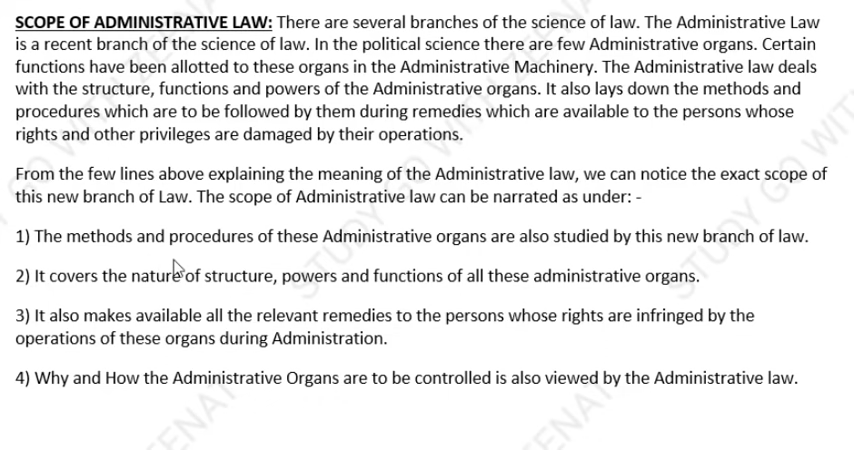 SCOPE OF ADMINISTRATIVE LAW: There are several branches of the science of law. The Administrative Law
is a recent branch of the science of law. In the political science there are few Administrative organs. Certain
functions have been allotted to these organs in the Administrative Machinery. The Administrative law deals
with the structure, functions and powers of the Administrative organs. It also lays down the methods and
procedures which are to be followed by them during remedies which are available to the persons whose
rights and other privileges are damaged by their operations.
From the few lines above explaining the meaning of the Administrative law, we can notice the exact scope of
this new branch of Law. The scope of Administrative law can be narrated as under: -
1) The methods and procedures of these Administrative organs are also studied by this new branch of law.
2) It covers the nature of structure, powers and functions of all these administrative organs.
3) It also makes available all the relevant remedies to the persons whose rights are infringed by the
operations of these organs during Administration.
4) Why and How the Administrative Organs are to be controlled is also viewed by the Administrative law.